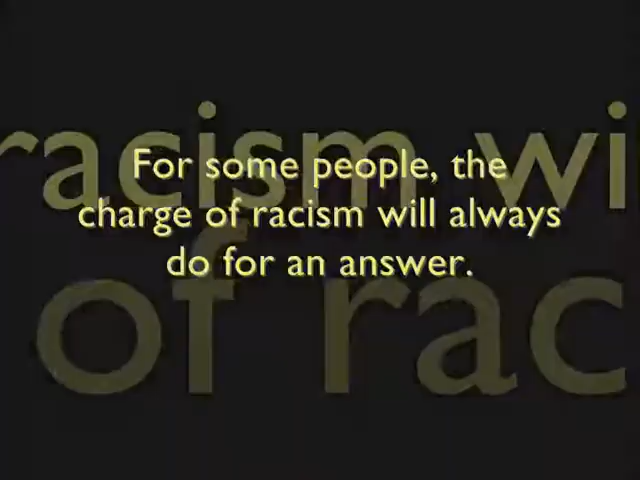 racism wi
For some people, the
charge of racism will always
do for an answer.
of rac